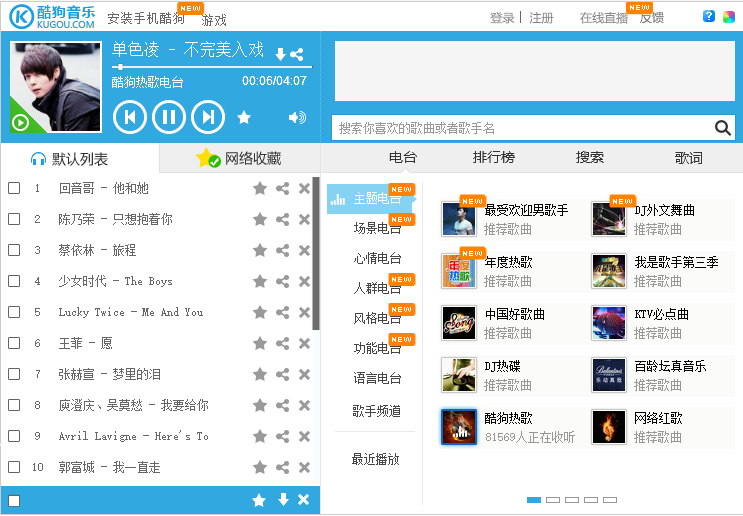 酷狗音乐
KUGOU.COM
安装手机酷狗 NEW 游戏
登录 | 注册 在线直播 NEW 反馈
单色凌 - 不完美入戏
酷狗热歌电台 00:06/04:07
搜索你喜欢的歌曲或者歌手名
默认列表 网络收藏
电台 排行榜 搜索 歌词
1 回音哥 - 他和她
2 陈乃荣 - 只想抱着你
3 蔡依林 - 旅程
4 少女时代 - The Boys
5 Lucky Twice - Me And You
6 王菲 - 愿
7 张赫宣 - 梦里的泪
8 庾澄庆、吴莫愁 - 我要给你
9 Avril Lavigne - Here's To
10 郭富城 - 我一直走
主题电台 NEW
场景电台 NEW
心情电台
人群电台 NEW
风格电台 NEW
功能电台 NEW
语言电台
歌手频道
最近播放
NEW 最受欢迎男歌手
推荐歌曲
NEW DJ外文舞曲
推荐歌曲
NEW 年度热歌
推荐歌曲
我是歌手第三季
推荐歌曲
中国好歌曲
推荐歌曲
KTV必点曲
推荐歌曲
DJ热碟
推荐歌曲
百龄坛真音乐
推荐歌曲
酷狗热歌
81569人正在收听
网络红歌
推荐歌曲